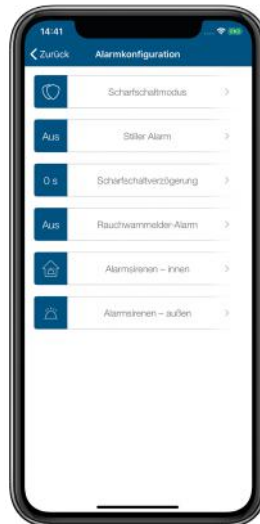 14:41
Zurück
Alarmkonfiguration
Scharfschaltmodus
Aus
Stiller Alarm
0 s
Scharfschaltverzögerung
Aus
Rauchwarnmelder-Alarm
Alarmsirenen – innen
Alarmsirenen – außen